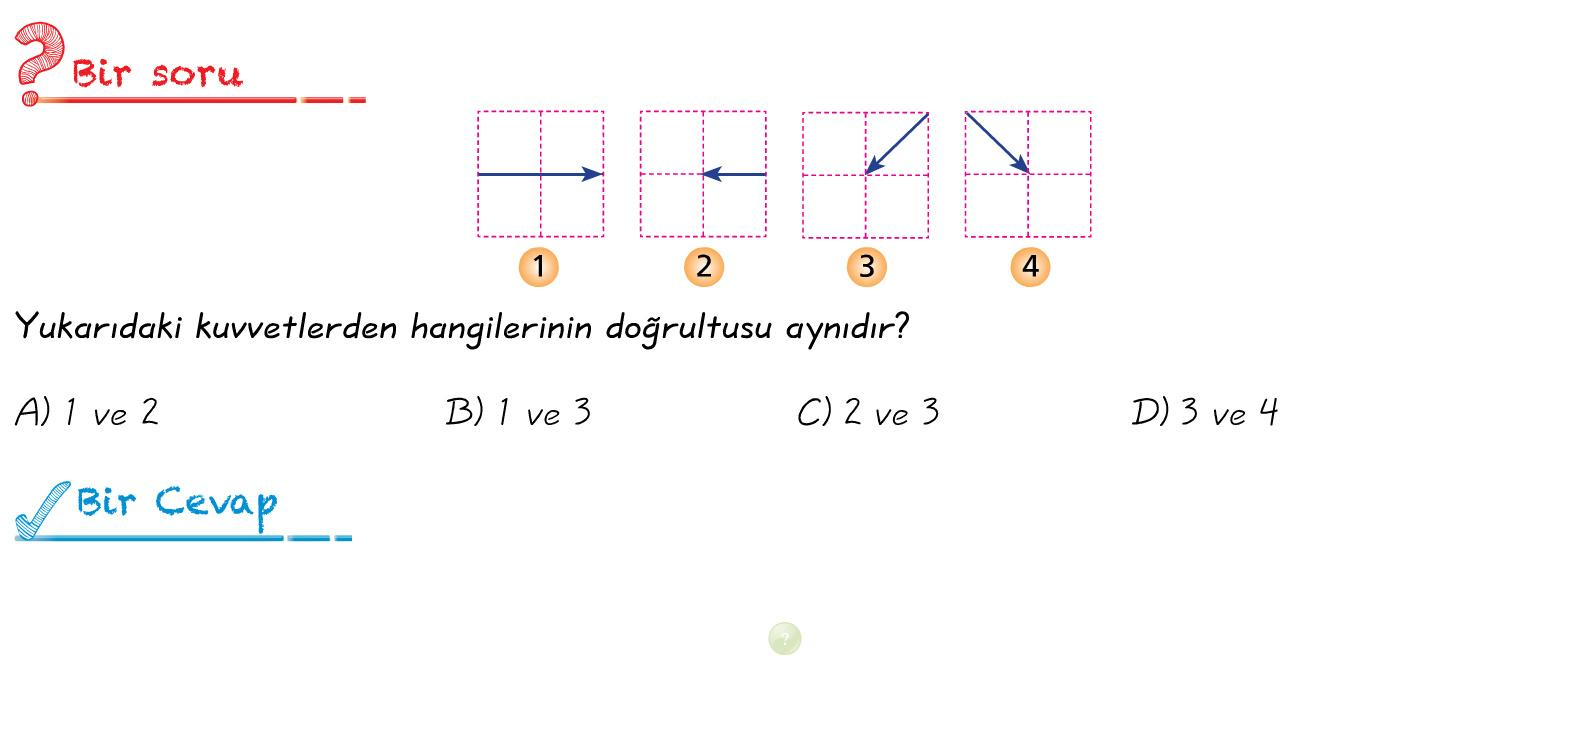 Bir soru
1 2 3 4
Yukarıdaki kuvvetlerden hangilerinin doğrultusu aynıdır?
A) 1 ve 2 B) 1 ve 3 C) 2 ve 3 D) 3 ve 4
Bir Cevap
?